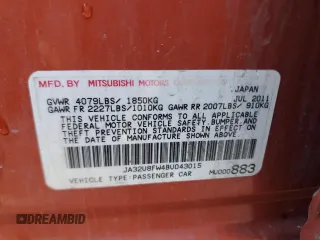 MFD. BY MITSUBISHI MOTORS
JAPAN
GVWR 4079LBS/ 1850KG JUL 2011
GAWR FR 2227LBS/1010KG GAWR RR 2007LBS/ 910KG
THIS VEHICLE CONFORMS TO ALL APPLICABLE
FEDERAL MOTOR VEHICLE SAFETY, BUMPER, AND
THEFT PREVENTION STANDARDS IN EFFECT ON
THE DATE OF MANUFACTURE SHOWN ABOVE.
JA32U8FW4BU043015
VEHICLE TYPE: PASSENGER CAR MU000883
DREAMBID